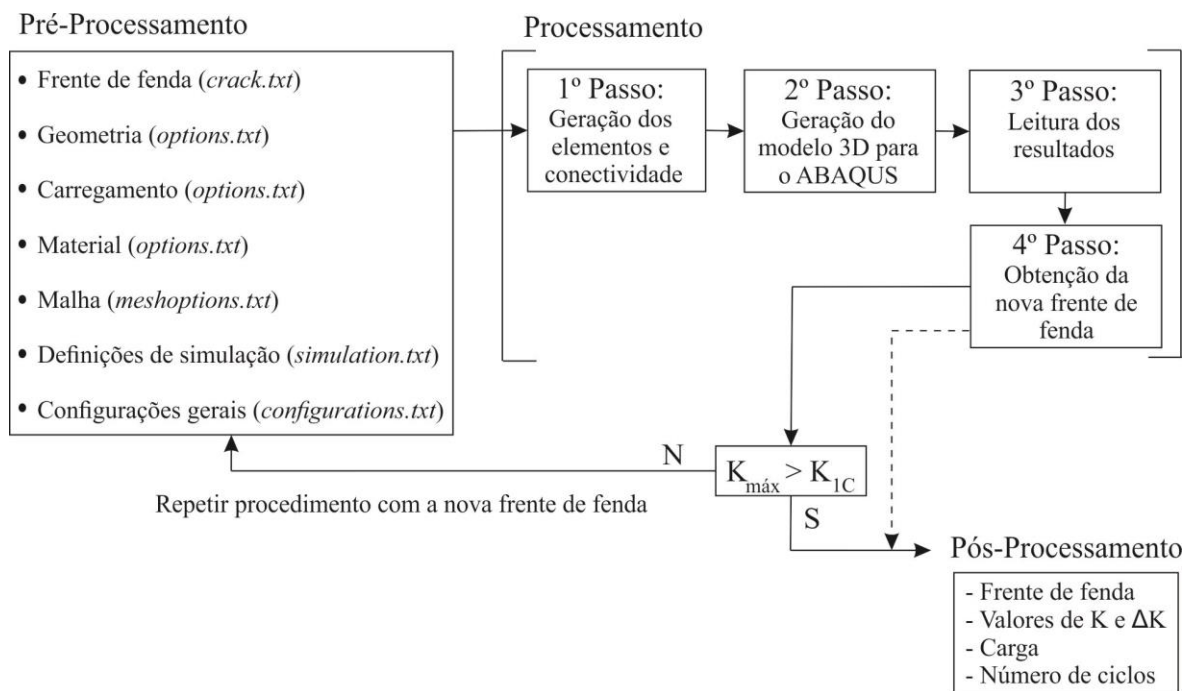 Pré-Processamento
• Frente de fenda (crack.txt)
• Geometria (options.txt)
• Carregamento (options.txt)
• Material (options.txt)
• Malha (meshoptions.txt)
• Definições de simulação (simulation.txt)
• Configurações gerais (configurations.txt)
Processamento
1º Passo:
Geração dos
elementos e
conectividade
2º Passo:
Geração do
modelo 3D para
o ABAQUS
3º Passo:
Leitura dos
resultados
4º Passo:
Obtenção da
nova frente de
fenda
N
Kmáx > K1C
S
Repetir procedimento com a nova frente de fenda
Pós-Processamento
- Frente de fenda
- Valores de K e ΔK
- Carga
- Número de ciclos